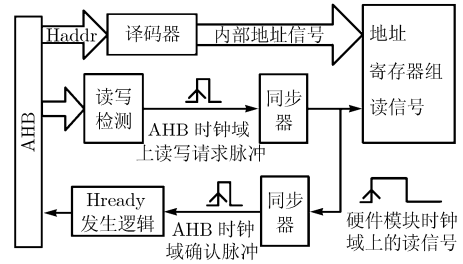 AHB
Haddr
译码器
内部地址信号
地址
寄存器组
读信号
读写
检测
AHB 时钟域
上读写请求脉冲
同步
器
Hready
发生逻辑
AHB 时钟
域确认脉冲
同步
器
硬件模块时钟
域上的读信号